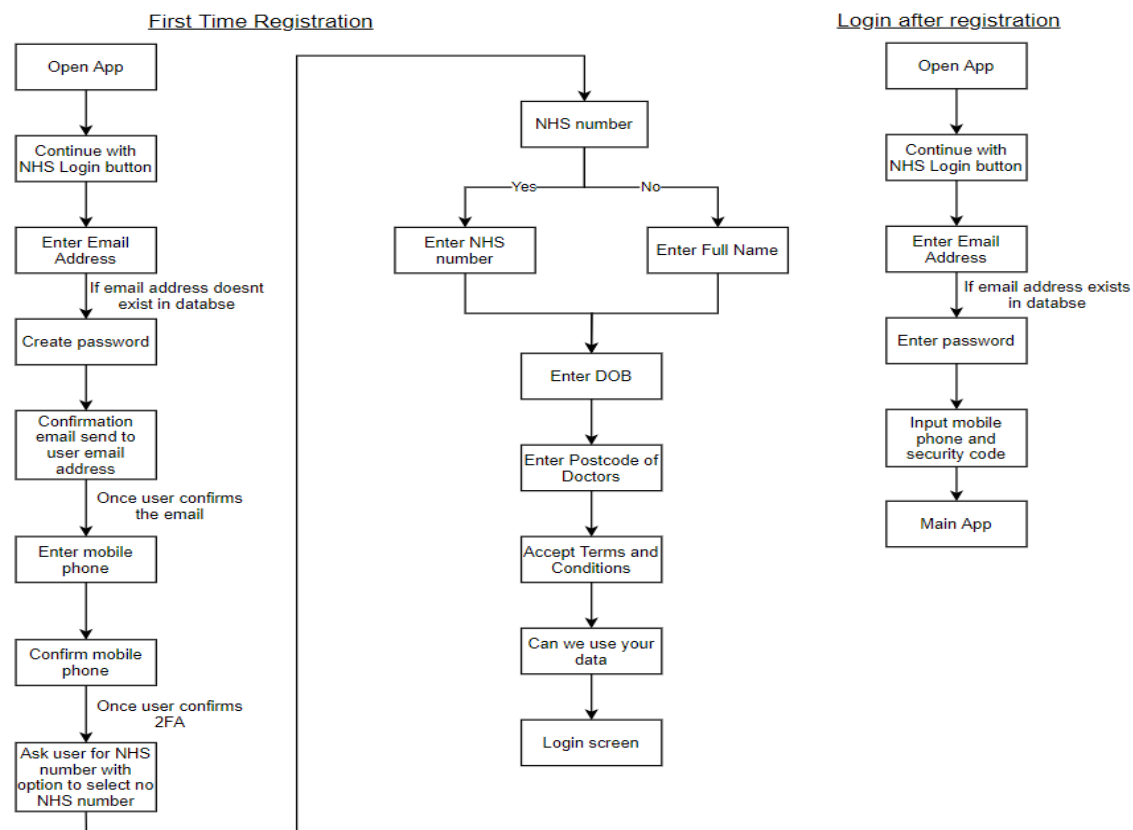 First Time Registration
Open App
Continue with
NHS Login button
Enter Email
Address
If email address doesnt
exist in databse
Create password
Confirmation
email send to
user email
address
Once user confirms
the email
Enter mobile
phone
Confirm mobile
phone
Once user confirms
2FA
Ask user for NHS
number with
option to select no
NHS number
NHS number
Yes
No
Enter NHS
number
Enter Full Name
Enter DOB
Enter Postcode of
Doctors
Accept Terms and
Conditions
Can we use your
data
Login screen
Login after registration
Open App
Continue with
NHS Login button
Enter Email
Address
If email address exists
in databse
Enter password
Input mobile
phone and
security code
Main App